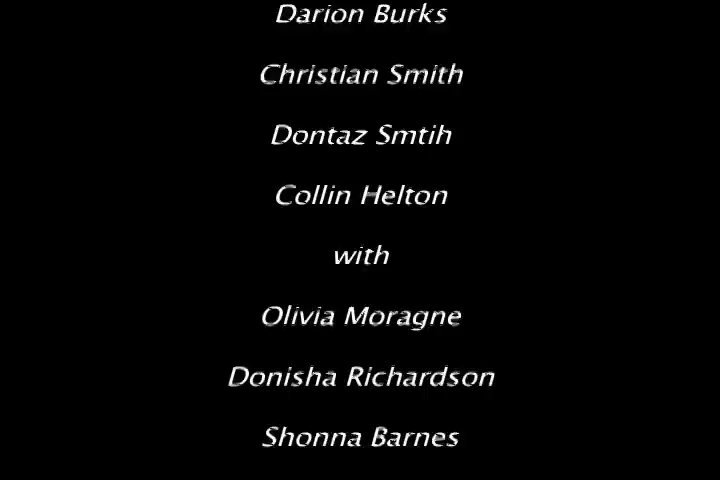 Darion Burks
Christian Smith
Dontaz Smtih
Collin Helton
with
Olivia Moragne
Donisha Richardson
Shonna Barnes